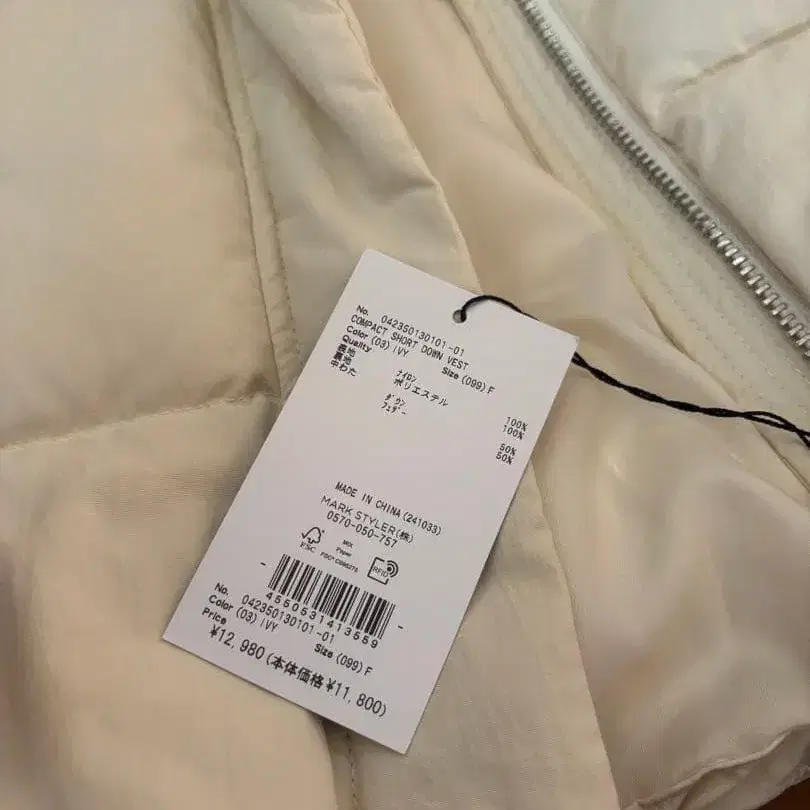 No. 042350130101-01
COMPACT SHORT DOWN VEST
Color (03) IVY Size (099) F
Quality
表地 ナイロン 100%
裏地 ポリエステル 100%
中わた ダウン 50%
フェザー 50%
MADE IN CHINA (241033)
MARK STYLER(株)
0570-050-757
FSC MIX RFID
Paper
4550531413559
No. 042350130101-01
Color (03) IVY Size (099) F
Price
¥12,980(本体価格¥11,800)